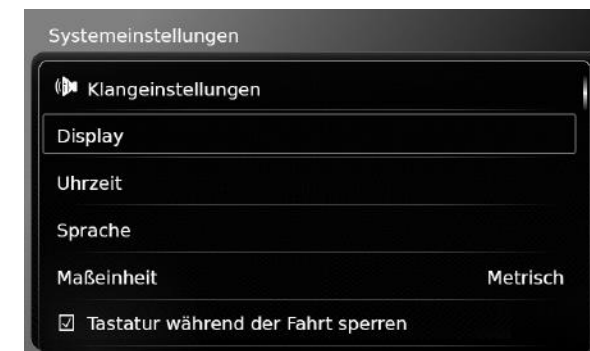 Systemeinstellungen
Klangeinstellungen
Display
Uhrzeit
Sprache
Maßeinheit Metrisch
Tastatur während der Fahrt sperren